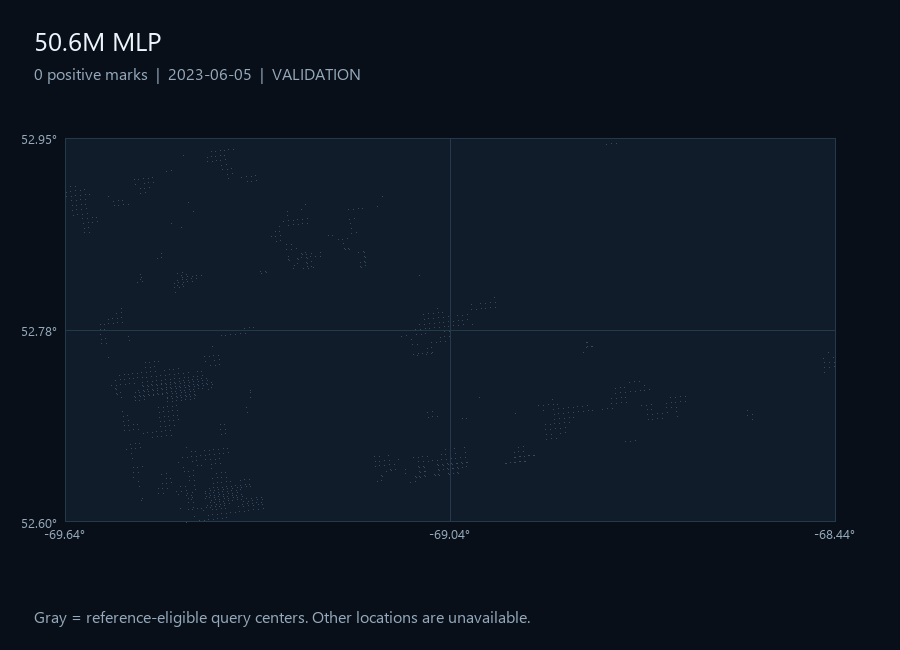 50.6M MLP
0 positive marks | 2023-06-05 | VALIDATION
52.95°
52.78°
52.60°
-69.64°
-69.04°
-68.44°
Gray = reference-eligible query centers. Other locations are unavailable.